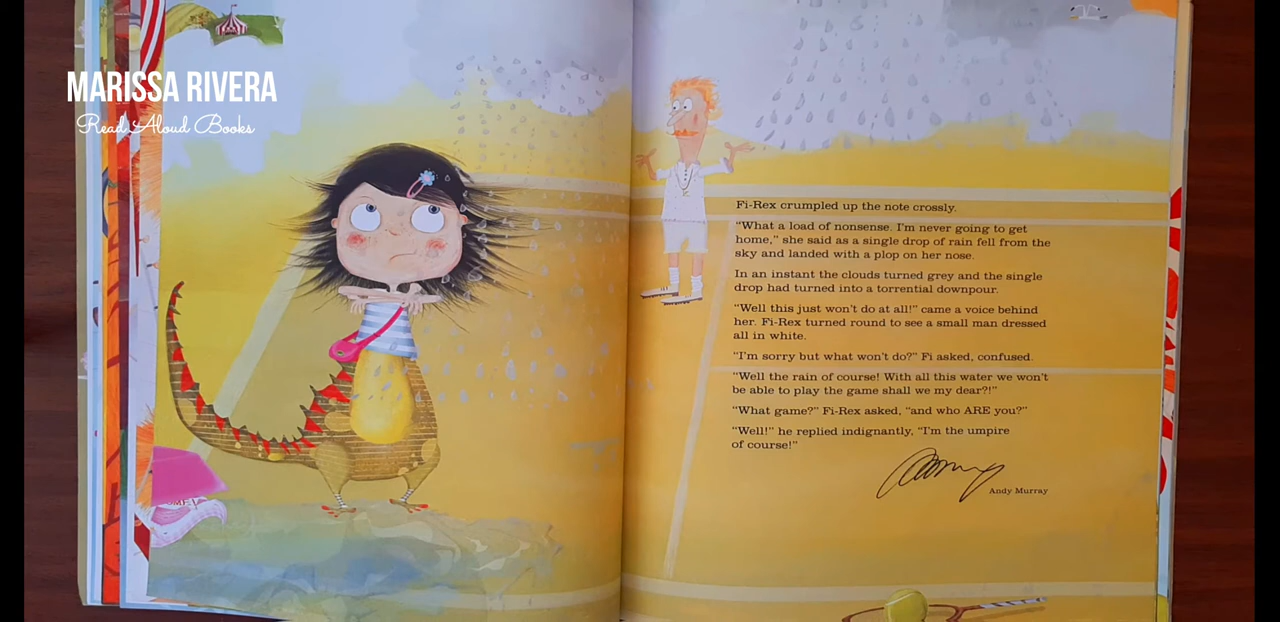 MARISSA RIVERA
Read Aloud Books
Fi-Rex crumpled up the note crossly.
“What a load of nonsense. I’m never going to get
home,” she said as a single drop of rain fell from the
sky and landed with a plop on her nose.
In an instant the clouds turned grey and the single
drop had turned into a torrential downpour.
“Well this just won’t do at all!” came a voice behind
her. Fi-Rex turned round to see a small man dressed
all in white.
“I’m sorry but what won’t do?” Fi asked, confused.
“Well the rain of course! With all this water we won’t
be able to play the game shall we my dear?!”
“What game?” Fi-Rex asked, “and who ARE you?”
“Well!” he replied indignantly, “I’m the umpire
of course!”
Andy Murray